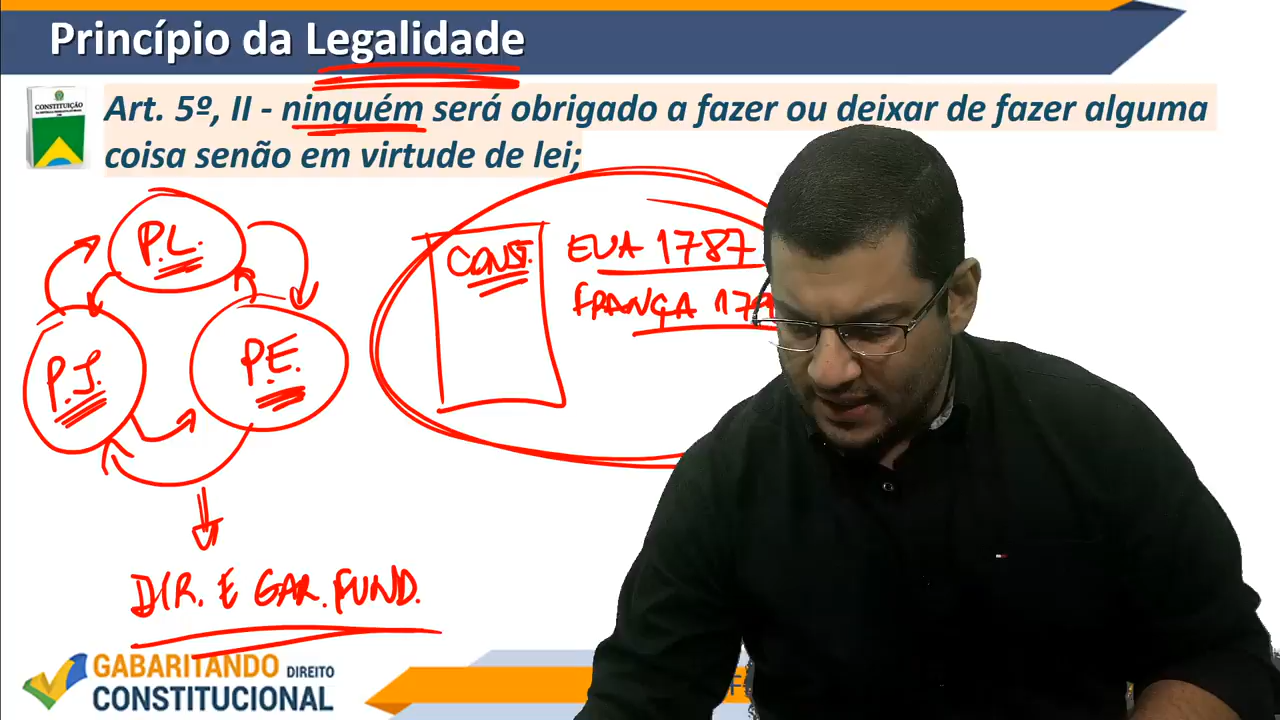 Princípio da Legalidade
CONSTITUIÇÃO
Art. 5º, II - ninguém será obrigado a fazer ou deixar de fazer alguma
coisa senão em virtude de lei;
P.L.
P.J.
P.E.
CONST.
EUA 1787
FRANÇA
DIR. E GAR. FUND.
GABARITANDO DIREITO
CONSTITUCIONAL